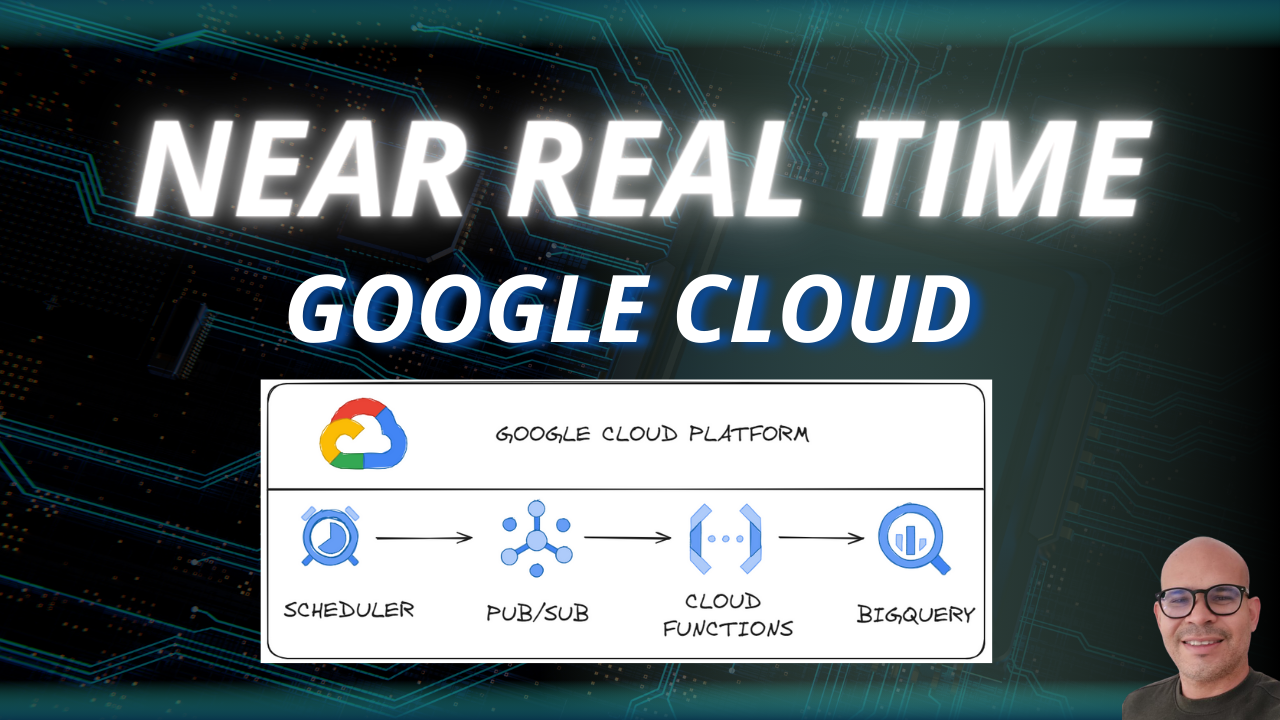 NEAR REAL TIME
GOOGLE CLOUD
GOOGLE CLOUD PLATFORM
SCHEDULER
PUB/SUB
CLOUD
FUNCTIONS
BIGQUERY